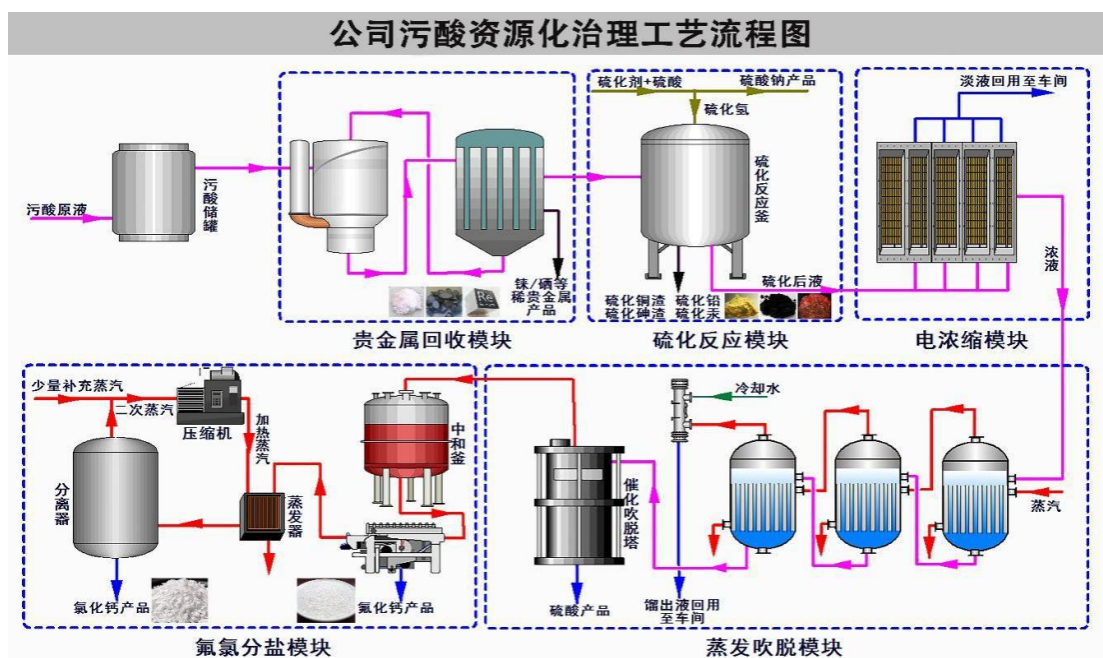 公司污酸资源化治理工艺流程图
污酸原液
污酸储罐
铼/硒等
稀贵金属
产品
Re
贵金属回收模块
硫化剂+硫酸
硫酸钠产品
硫化氢
硫化反应釜
硫化后液
硫化铜渣 硫化铅
硫化砷渣 硫化汞
硫化反应模块
淡液回用至车间
浓液
电浓缩模块
少量补充蒸汽
二次蒸汽
压缩机
加热蒸汽
分离器
蒸发器
中和釜
氯化钙产品
氟化钙产品
氟氯分盐模块
冷却水
催化吹脱塔
蒸汽
硫酸产品
馏出液回用
至车间
蒸发吹脱模块